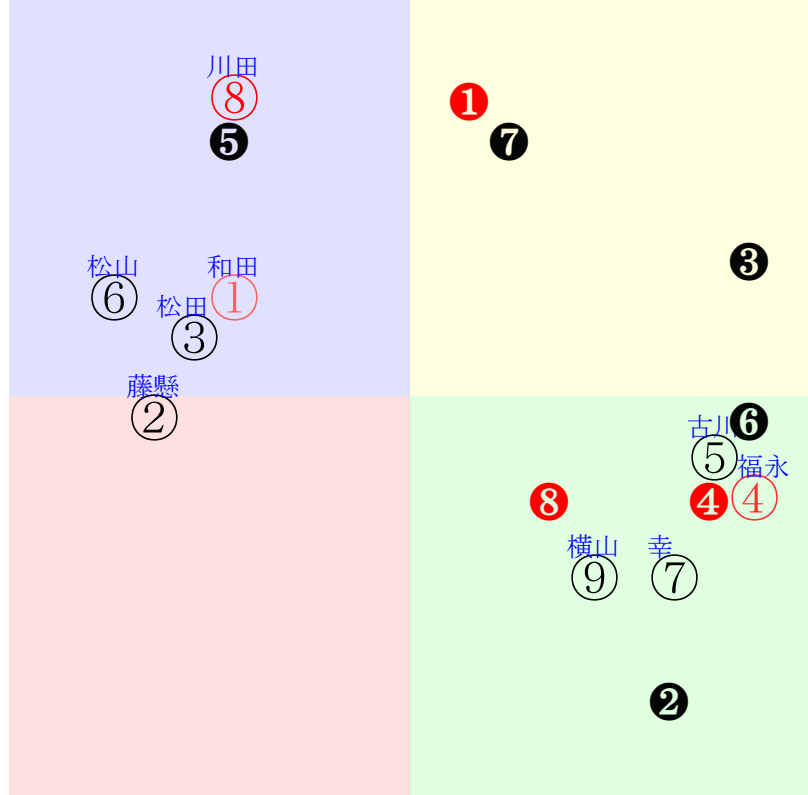 川田
⑧
❶
❺
❼
松山
和田
❸
⑥
①
松田
③
藤懸
②
❻
古川
⑤
福永
❽
❹
④
横山
幸
⑨
⑦
❷